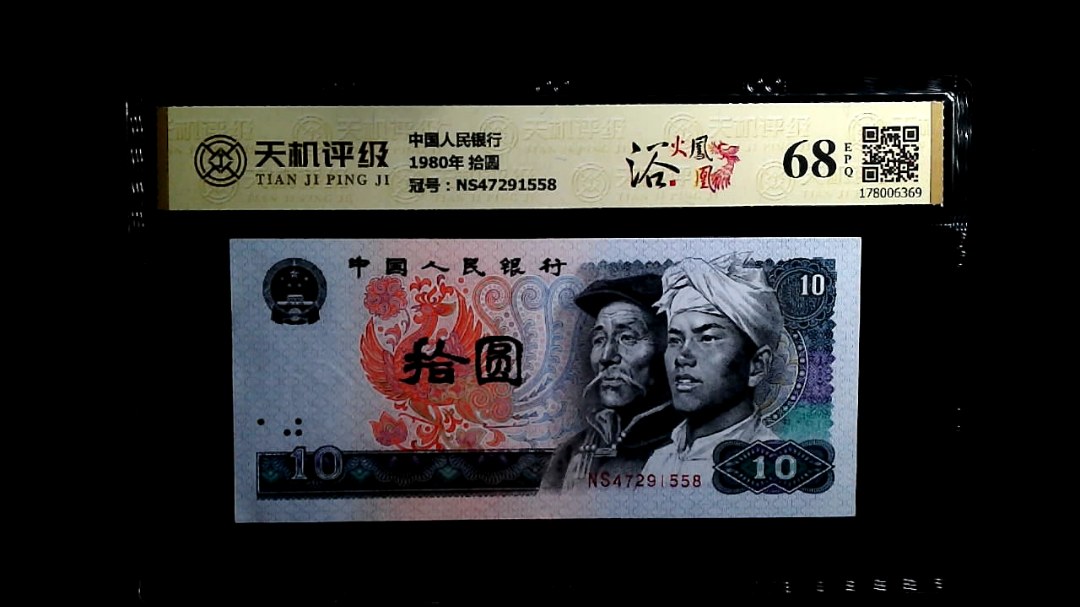 天机评级
TIAN JI PING JI
中国人民银行
1980年 拾圆
冠号：NS47291558
浴火凤凰
68
EPQ
178006369
中国人民银行
10
拾圆
10
NS47291558
10